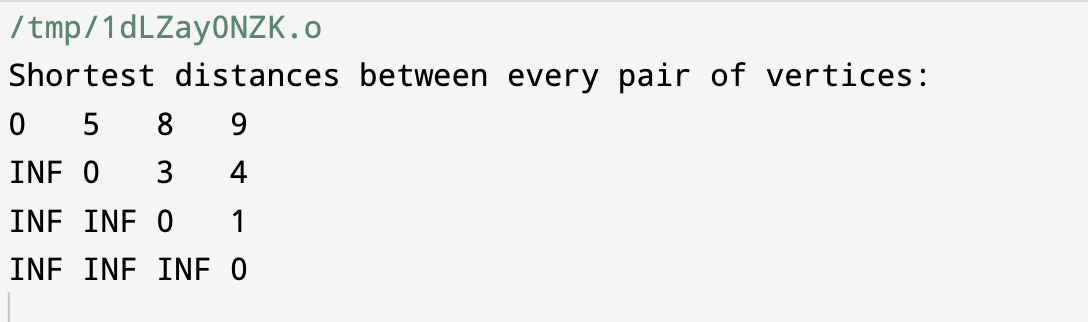 /tmp/1dLZay0NZK.o
Shortest distances between every pair of vertices:
0   5   8   9
INF 0   3   4
INF INF 0   1
INF INF INF 0